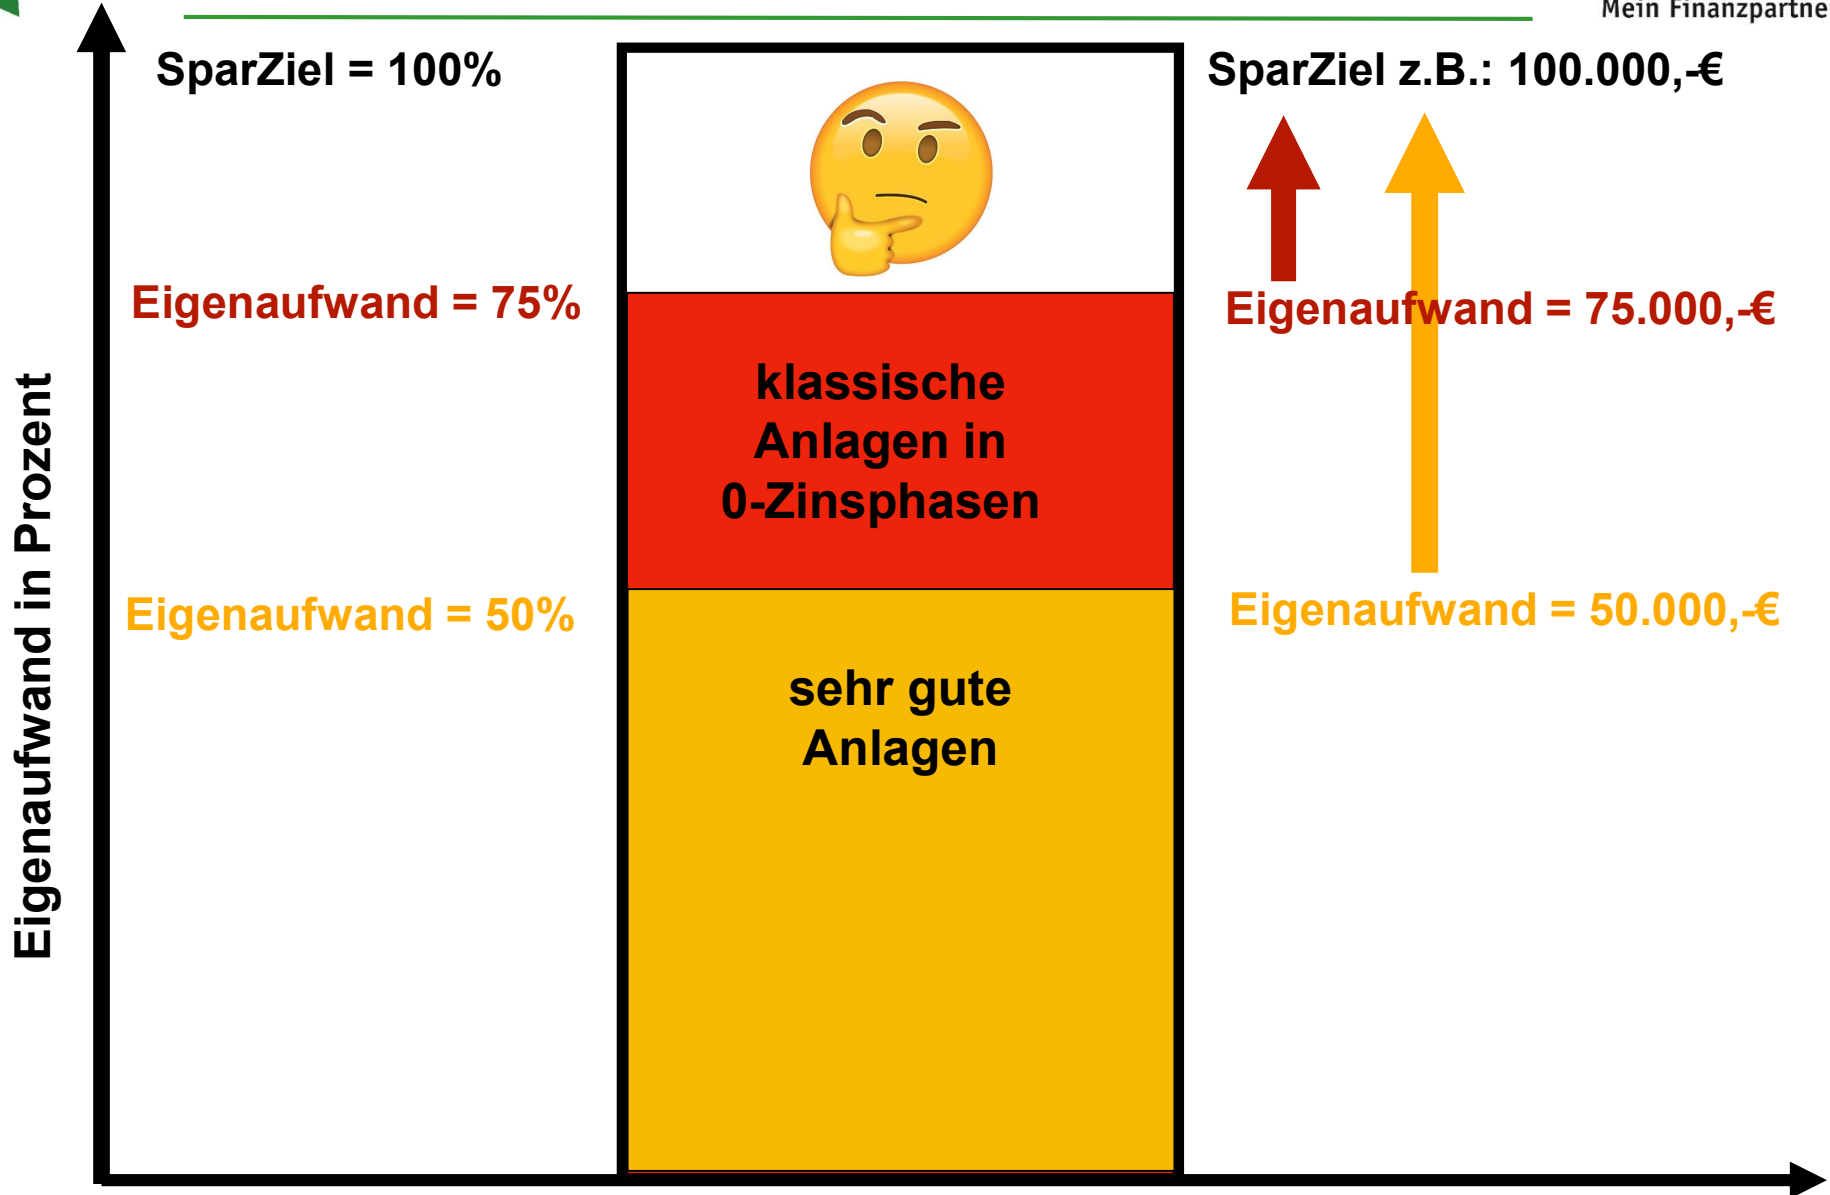 Mein Finanzpartne
SparZiel = 100%
SparZiel z.B.: 100.000,-€
Eigenaufwand = 75%
Eigenaufwand = 75.000,-€
klassische
Anlagen in
0-Zinsphasen
Eigenaufwand in Prozent
Eigenaufwand = 50%
Eigenaufwand = 50.000,-€
sehr gute
Anlagen